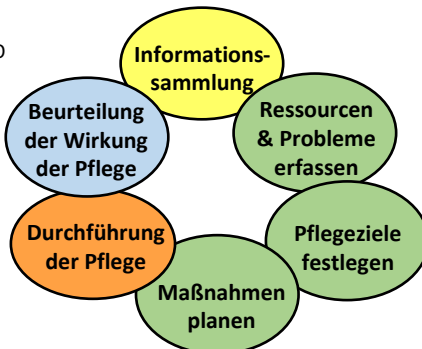 Informations-
sammlung
Ressourcen
& Probleme
erfassen
Pflegeziele
festlegen
Maßnahmen
planen
Durchführung
der Pflege
Beurteilung
der Wirkung
der Pflege